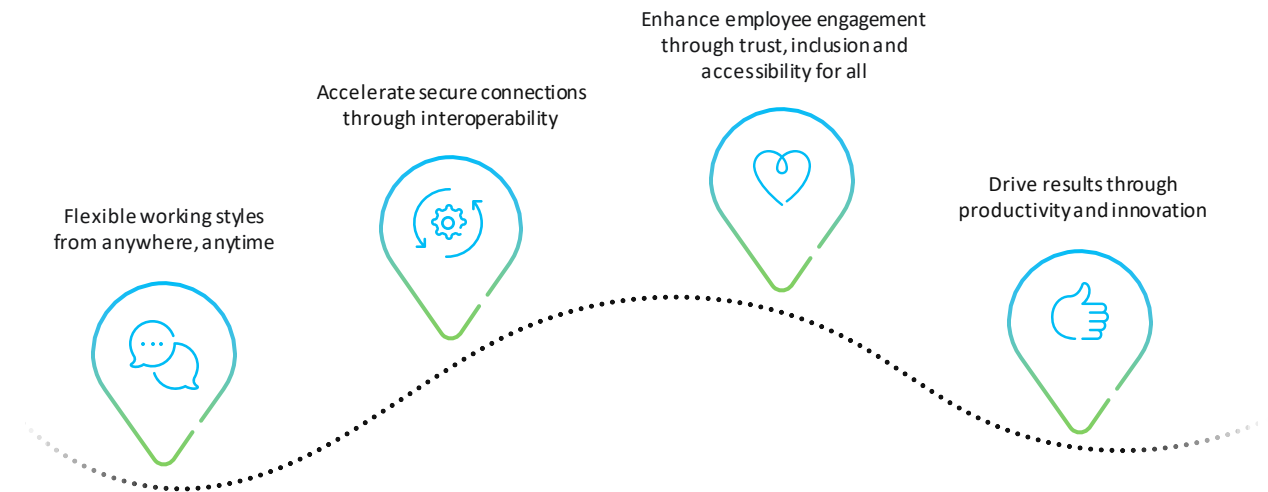 Flexible working styles
from anywhere, anytime
Accelerate secure connections
through interoperability
Enhance employee engagement
through trust, inclusion and
accessibility for all
Drive results through
productivity and innovation